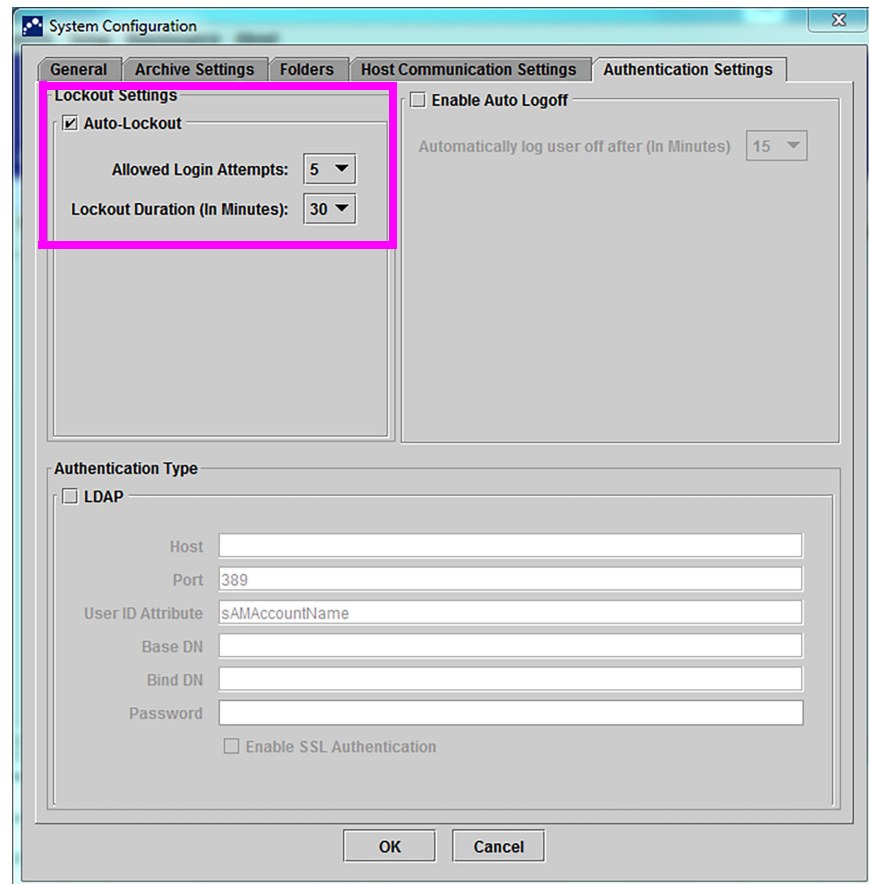 System Configuration
General Archive Settings Folders Host Communication Settings Authentication Settings
Lockout Settings
Auto-Lockout
Allowed Login Attempts: 5
Lockout Duration (In Minutes): 30
Enable Auto Logoff
Automatically log user off after (In Minutes) 15
Authentication Type
LDAP
Host
Port 389
User ID Attribute sAMAccountName
Base DN
Bind DN
Password
Enable SSL Authentication
OK Cancel